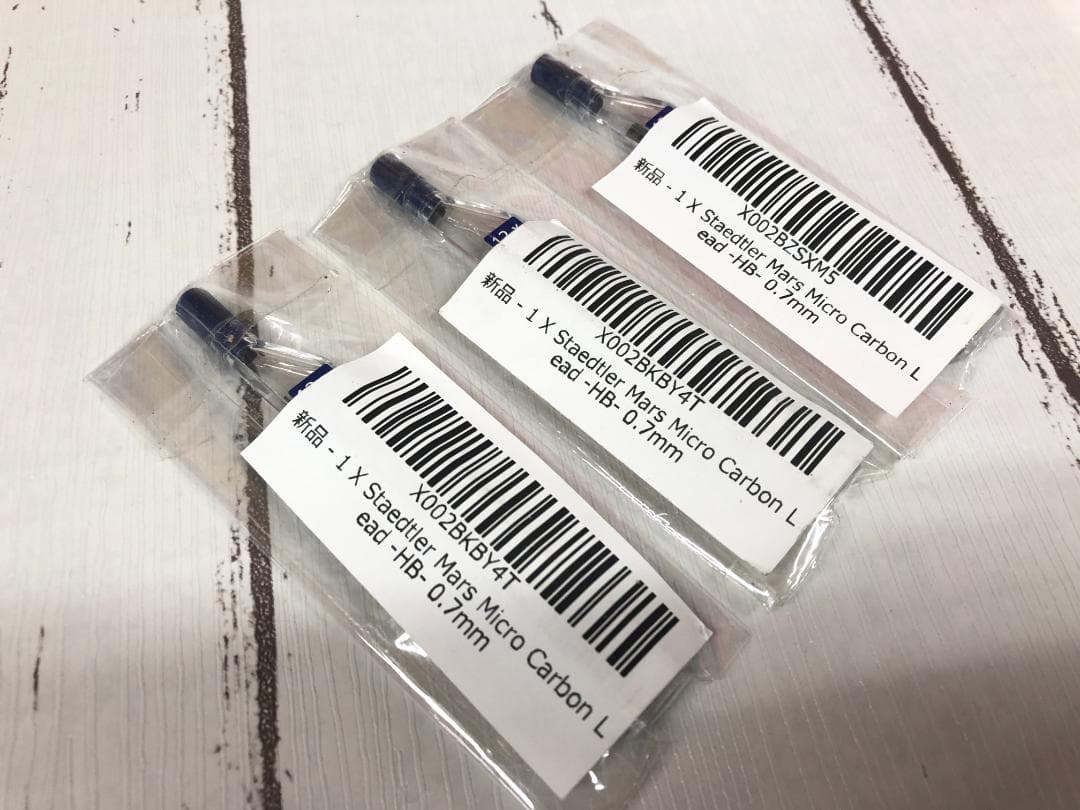 X002BZSXM5
新品 - 1 X Staedtler Mars Micro Carbon L
ead -HB- 0.7mm
12 x
X002BKBY4T
新品 - 1 X Staedtler Mars Micro Carbon L
ead -HB- 0.7mm
X002BKBY4T
新品 - 1 X Staedtler Mars Micro Carbon L
ead -HB- 0.7mm